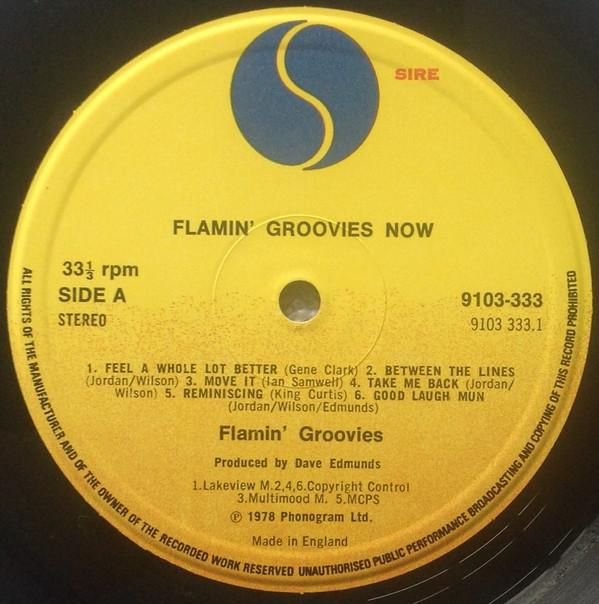 SIRE
FLAMIN' GROOVIES NOW
33⅓ rpm
SIDE A
STEREO
9103-333
9103 333.1
1. FEEL A WHOLE LOT BETTER (Gene Clark) 2. BETWEEN THE LINES
(Jordan/Wilson) 3. MOVE IT (Ian Samwell) 4. TAKE ME BACK (Jordan/
Wilson) 5. REMINISCING (King Curtis) 6. GOOD LAUGH MUN
(Jordan/Wilson/Edmunds)
Flamin' Groovies
Produced by Dave Edmunds
1.Lakeview M.2,4,6.Copyright Control
3.Multimood M. 5.MCPS
℗ 1978 Phonogram Ltd.
Made in England
ALL RIGHTS OF THE MANUFACTURER AND OF THE OWNER OF THE RECORDED WORK RESERVED UNAUTHORISED PUBLIC PERFORMANCE BROADCASTING AND COPYING OF THIS RECORD PROHIBITED